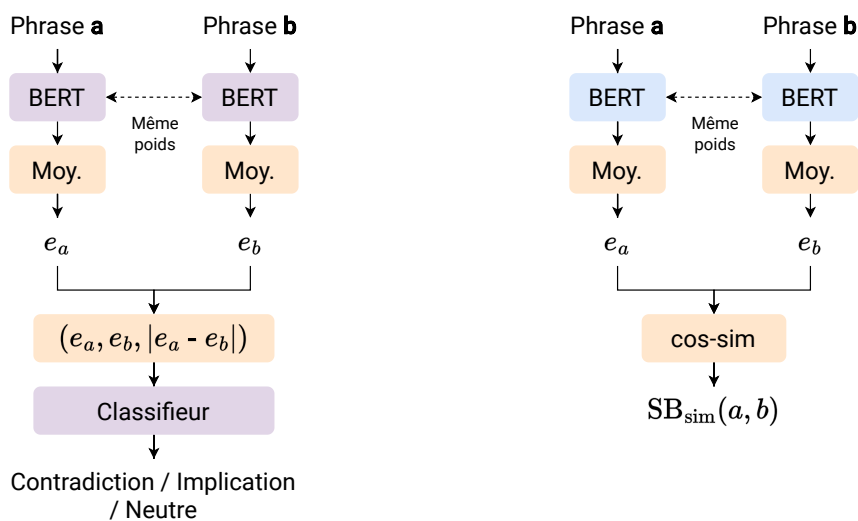 Phrase a
Phrase b
BERT
BERT
Même
poids
Moy.
Moy.
e_a
e_b
(e_a, e_b, |e_a - e_b|)
Classifieur
Contradiction / Implication
/ Neutre
Phrase a
Phrase b
BERT
BERT
Même
poids
Moy.
Moy.
e_a
e_b
cos-sim
SB_sim(a, b)